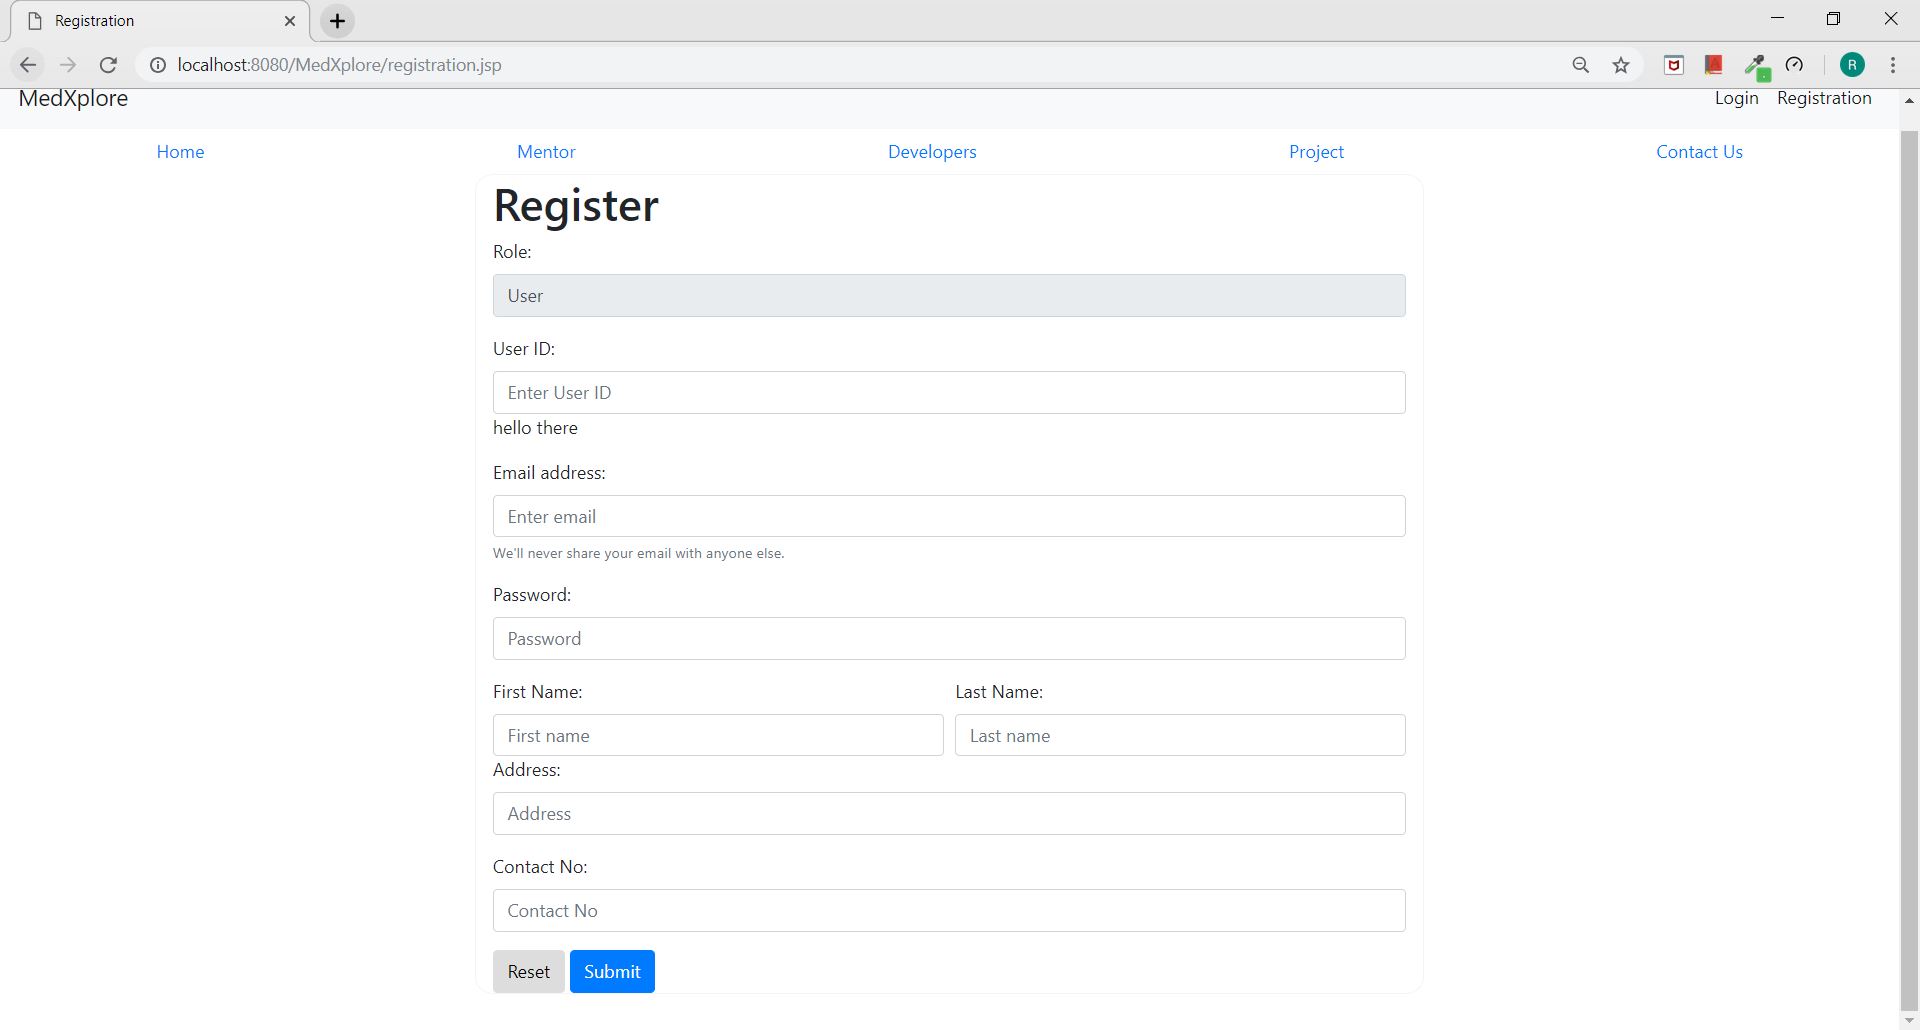 Registration
localhost:8080/MedXplore/registration.jsp
R
MedXplore
Login Registration
Home Mentor Developers Project Contact Us
Register
Role:
User
User ID:
Enter User ID
hello there
Email address:
Enter email
We'll never share your email with anyone else.
Password:
Password
First Name: Last Name:
First name Last name
Address:
Address
Contact No:
Contact No
Reset Submit